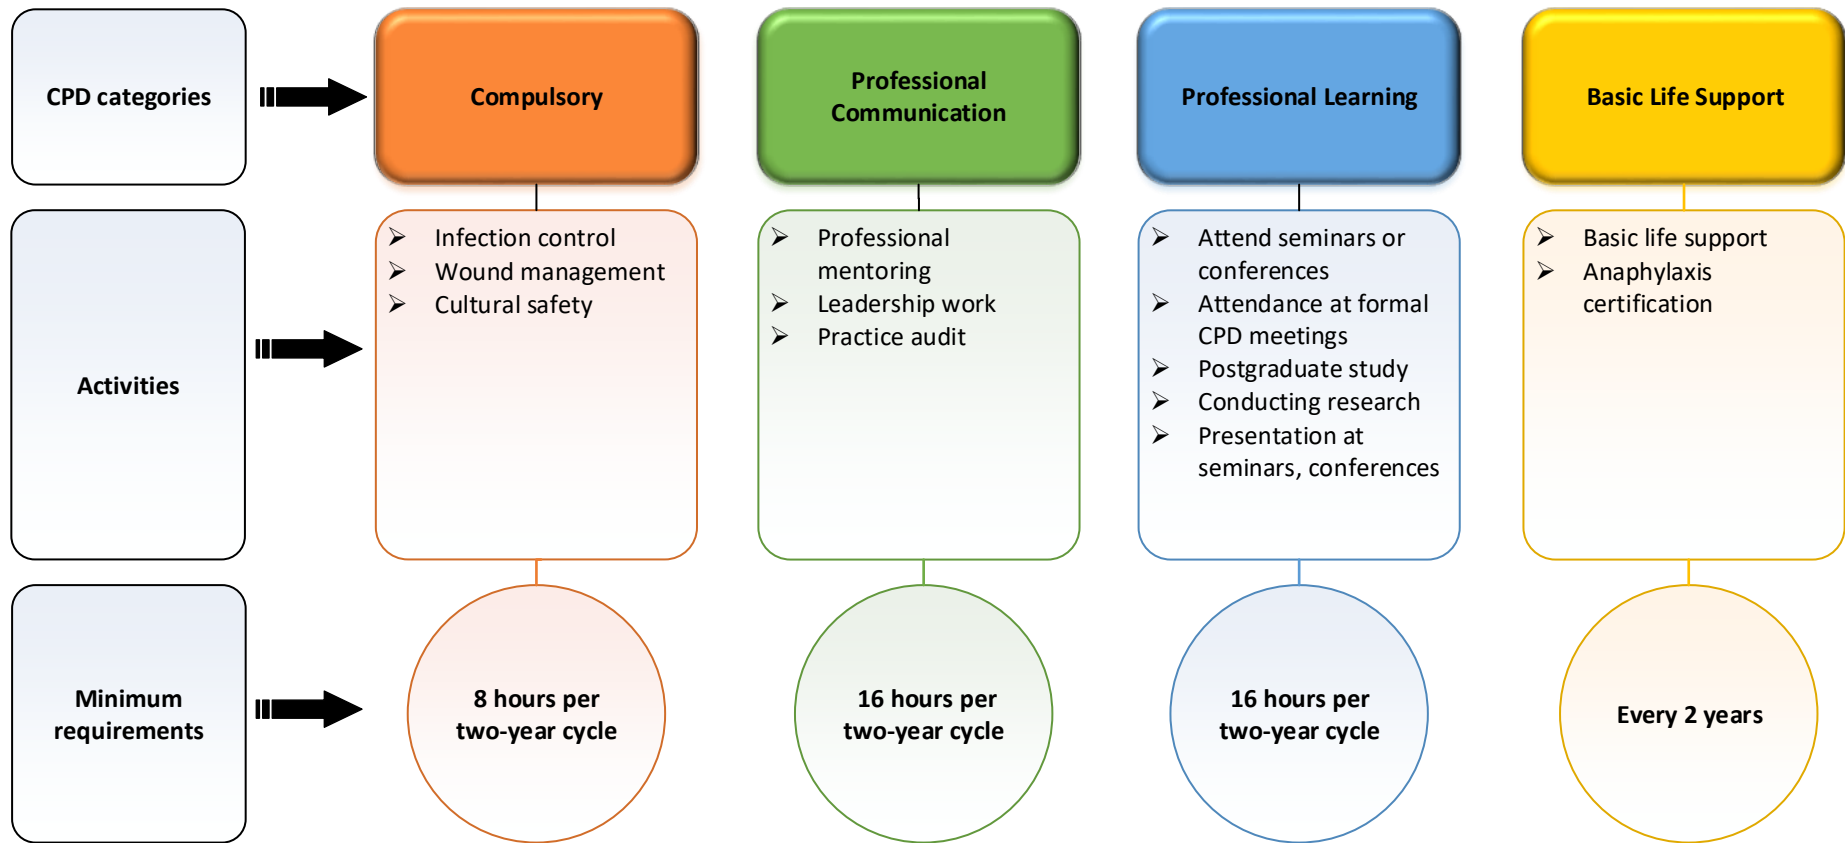 CPD categories
Compulsory
Professional
Communication
Professional Learning
Basic Life Support
Activities
➢ Infection control
➢ Wound management
➢ Cultural safety
➢ Professional
mentoring
➢ Leadership work
➢ Practice audit
➢ Attend seminars or
conferences
➢ Attendance at formal
CPD meetings
➢ Postgraduate study
➢ Conducting research
➢ Presentation at
seminars, conferences
➢ Basic life support
➢ Anaphylaxis
certification
Minimum
requirements
8 hours per
two-year cycle
16 hours per
two-year cycle
16 hours per
two-year cycle
Every 2 years